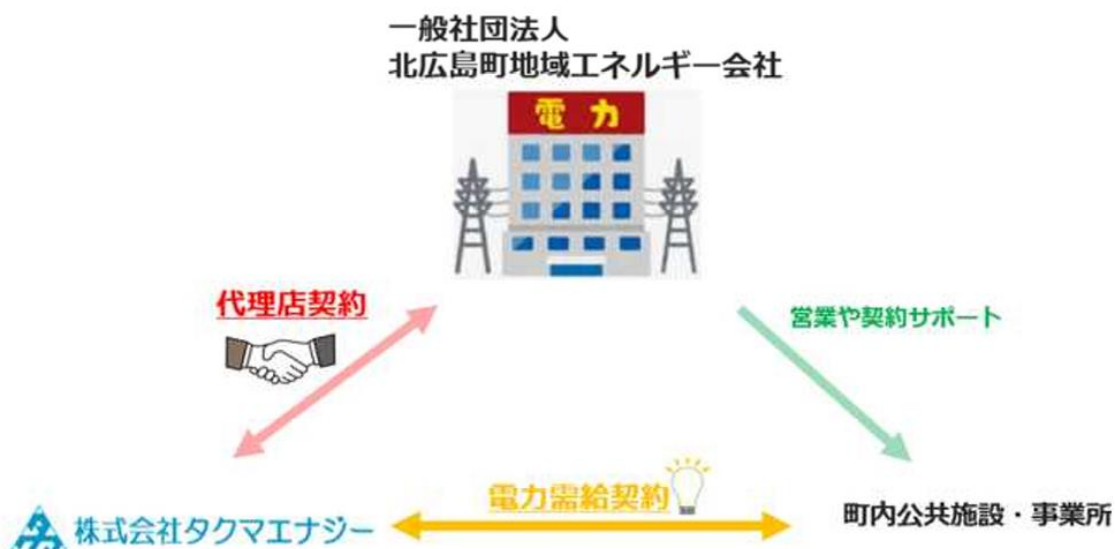 一般社団法人
北広島町地域エネルギー会社
電力
代理店契約
営業や契約サポート
電力需給契約
株式会社タクマエナジー
町内公共施設・事業所